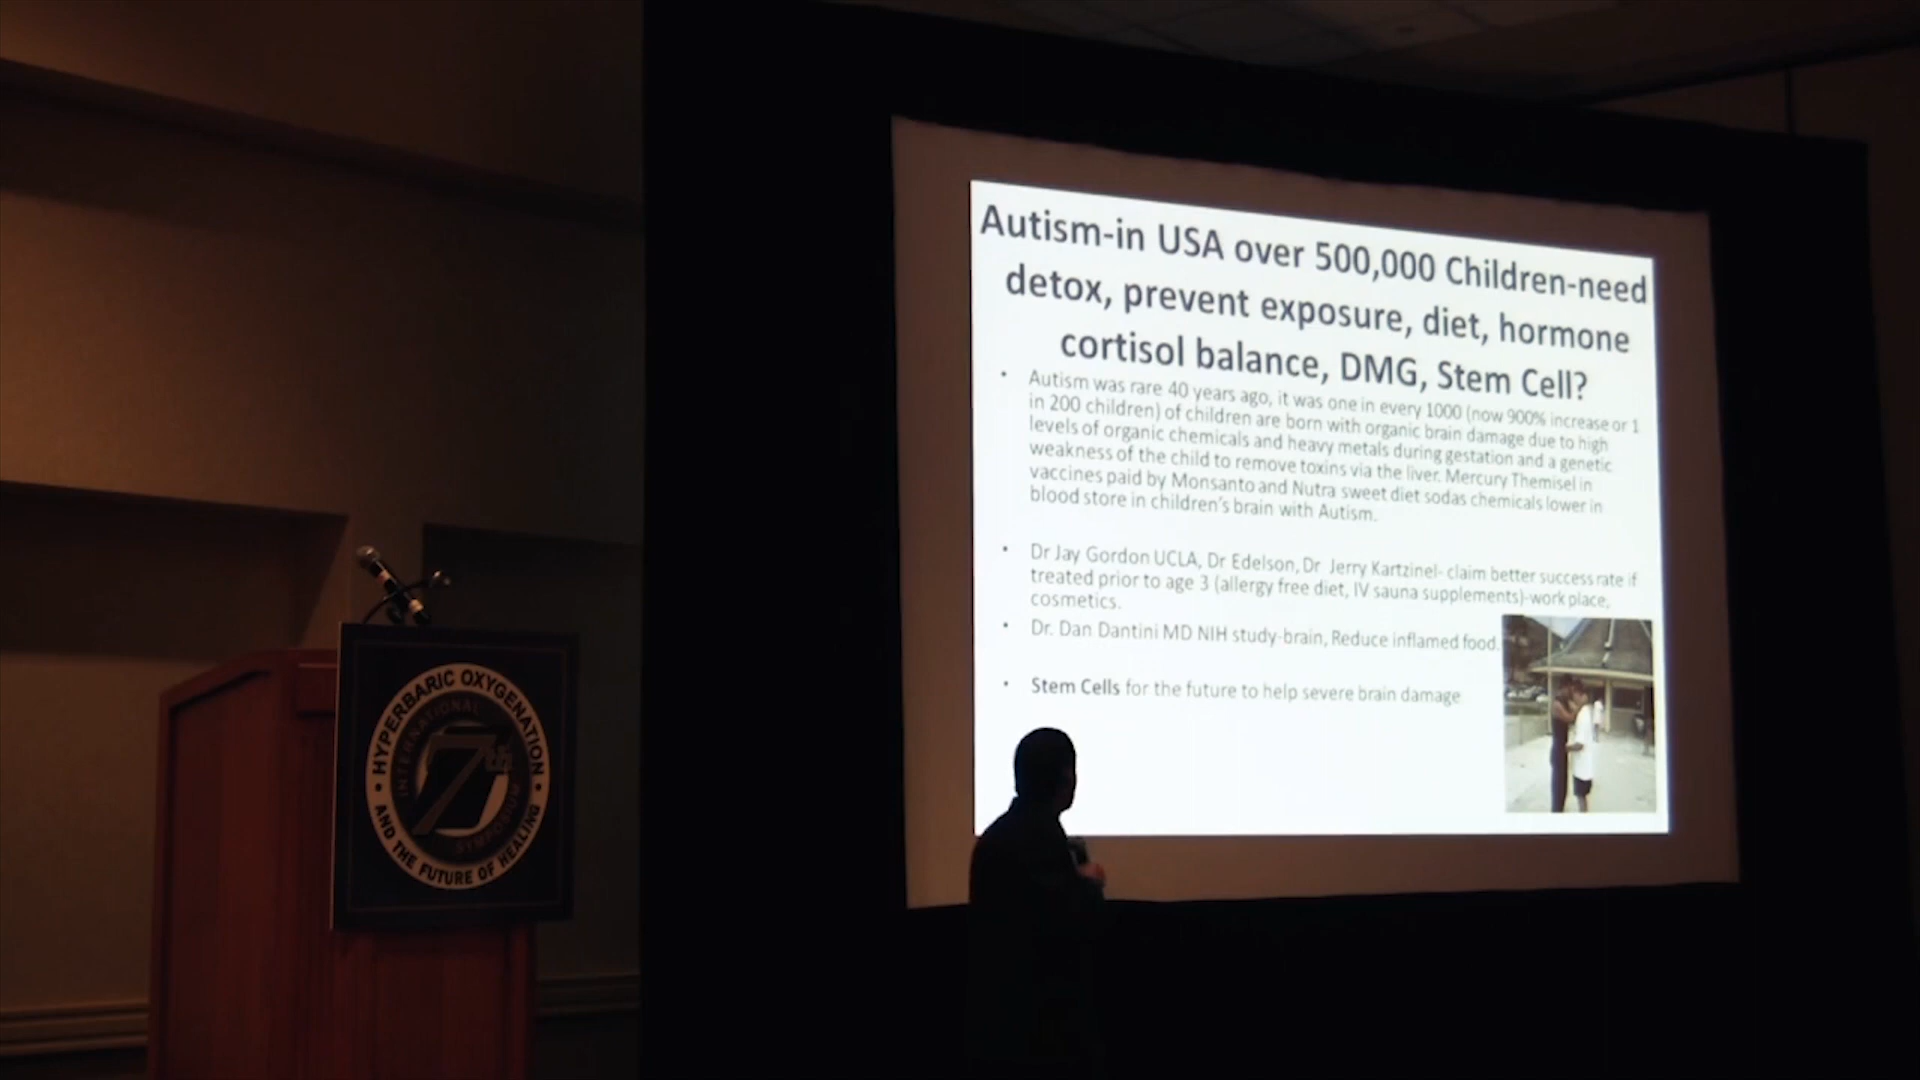 Autism-in USA over 500,000 Children-need
detox, prevent exposure, diet, hormone
cortisol balance, DMG, Stem Cell?
• Autism was rare 40 years ago, it was one in every 1000 (now 900% increase or 1
in 200 children) of children are born with organic brain damage due to high
levels of organic chemicals and heavy metals during gestation and a genetic
weakness of the child to remove toxins via the liver. Mercury Themisel in
vaccines paid by Monsanto and Nutra sweet diet sodas chemicals lower in
blood store in children's brain with Autism.
• Dr Jay Gordon UCLA, Dr Edelson, Dr Jerry Kartzinel- claim better success rate if
treated prior to age 3 (allergy free diet, IV sauna supplements)-work place,
cosmetics.
• Dr. Dan Dantini MD NIH study-brain, Reduce inflamed food.
• Stem Cells for the future to help severe brain damage
HYPERBARIC OXYGENATION
INTERNATIONAL
7th
SYMPOSIUM
• AND THE FUTURE OF HEALING •